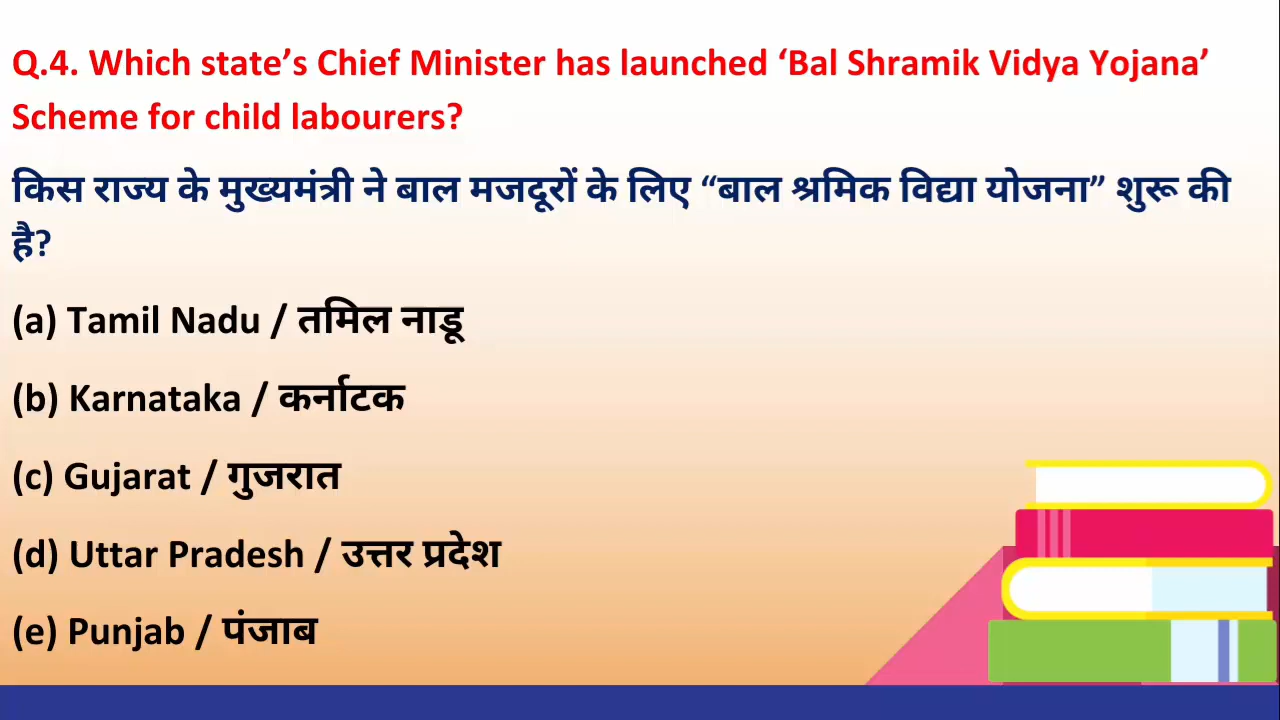 Q.4. Which state’s Chief Minister has launched ‘Bal Shramik Vidya Yojana’
Scheme for child labourers?
किस राज्य के मुख्यमंत्री ने बाल मजदूरों के लिए “बाल श्रमिक विद्या योजना” शुरू की
है?
(a) Tamil Nadu / तमिल नाडू
(b) Karnataka / कर्नाटक
(c) Gujarat / गुजरात
(d) Uttar Pradesh / उत्तर प्रदेश
(e) Punjab / पंजाब